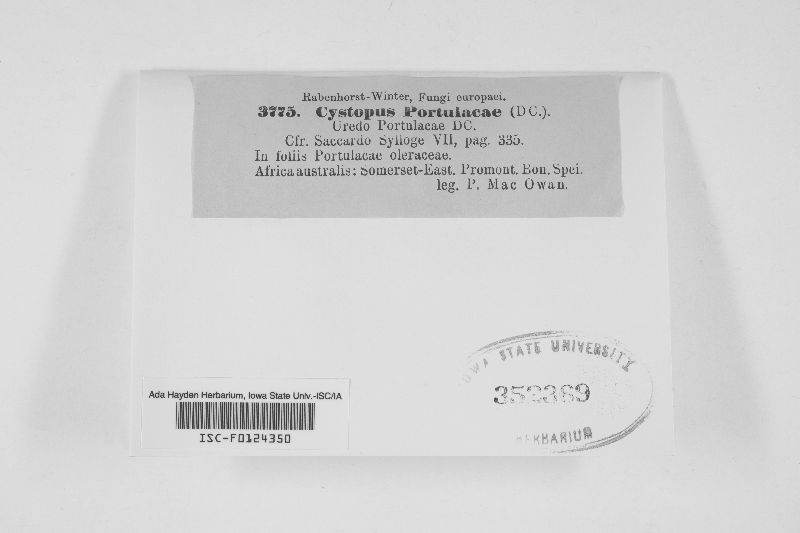 Rabenhorst-Winter, Fungi europaei.
3775. Cystopus Portulacae (DC.).
Uredo Portulacae DC.
Cfr. Saccardo Sylloge VII, pag. 335.
In foliis Portulacae oleraceae.
Africa australis: Somerset-East. Promont. Bon. Spei.
leg. P. Mac Owan.
IOWA STATE UNIVERSITY
352369
HERBARIUM
Ada Hayden Herbarium, Iowa State Univ.-ISC/IA
ISC-F0124350